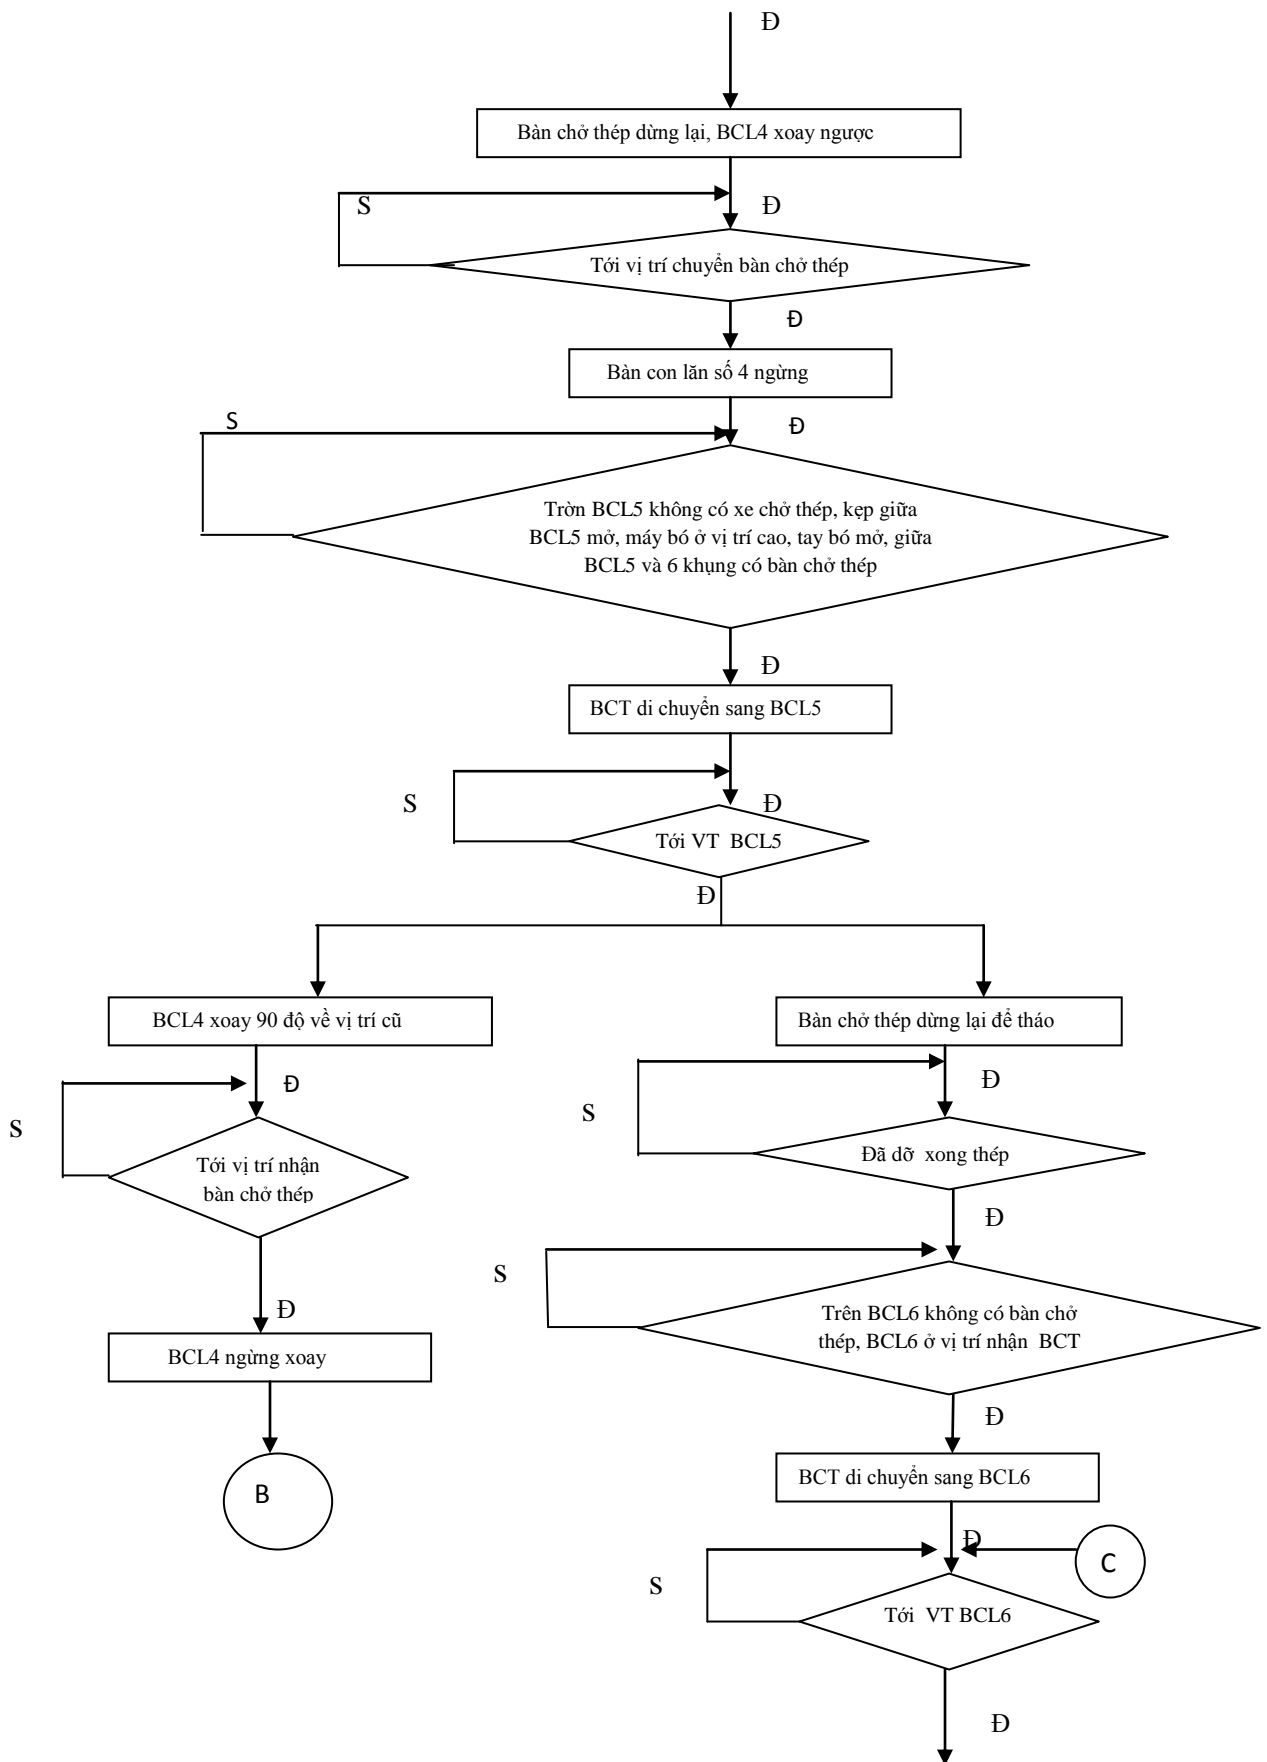 Đ
Bàn chở thép dừng lại, BCL4 xoay ngược
S
Đ
Tới vị trí chuyển bàn chở thép
Đ
Bàn con lăn số 4 ngừng
S
Đ
Trờn BCL5 không có xe chở thép, kẹp giữa
BCL5 mở, máy bó ở vị trí cao, tay bó mở, giữa
BCL5 và 6 khụng có bàn chở thép
Đ
BCT di chuyển sang BCL5
S
Đ
Tới VT BCL5
Đ
BCL4 xoay 90 độ về vị trí cũ
Bàn chở thép dừng lại để tháo
Đ
Đ
S
S
Tới vị trí nhận
bàn chở thép
Đã dỡ xong thép
Đ
S
Đ
Trên BCL6 không có bàn chở
thép, BCL6 ở vị trí nhận BCT
BCL4 ngừng xoay
Đ
BCT di chuyển sang BCL6
B
Đ
C
S
Tới VT BCL6
Đ